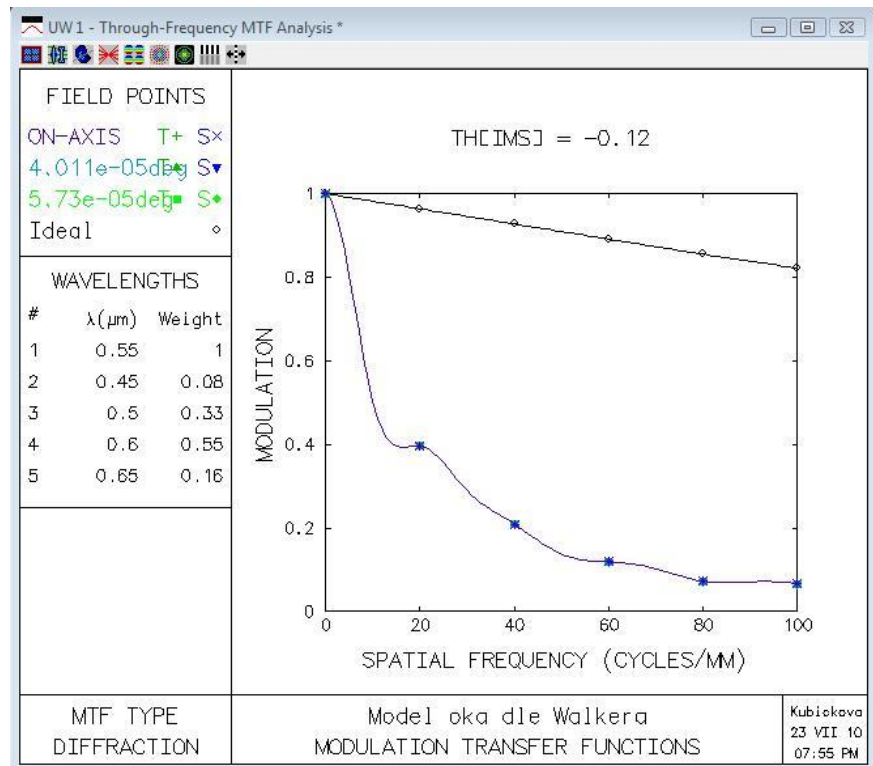 UW 1 - Through-Frequency MTF Analysis *
FIELD POINTS
ON-AXIS T+ S×
4.011e-05deg S▼
5.73e-05deg S◆
Ideal ○
WAVELENGTHS
# λ(μm) Weight
1 0.55 1
2 0.45 0.08
3 0.5 0.33
4 0.6 0.55
5 0.65 0.16
TH[IMS] = -0.12
1
0.8
0.6
0.4
0.2
0
MODULATION
0 20 40 60 80 100
SPATIAL FREQUENCY (CYCLES/MM)
MTF TYPE
DIFFRACTION
Model oka dle Walkera
MODULATION TRANSFER FUNCTIONS
Kubickova
23 VII 10
07:55 PM